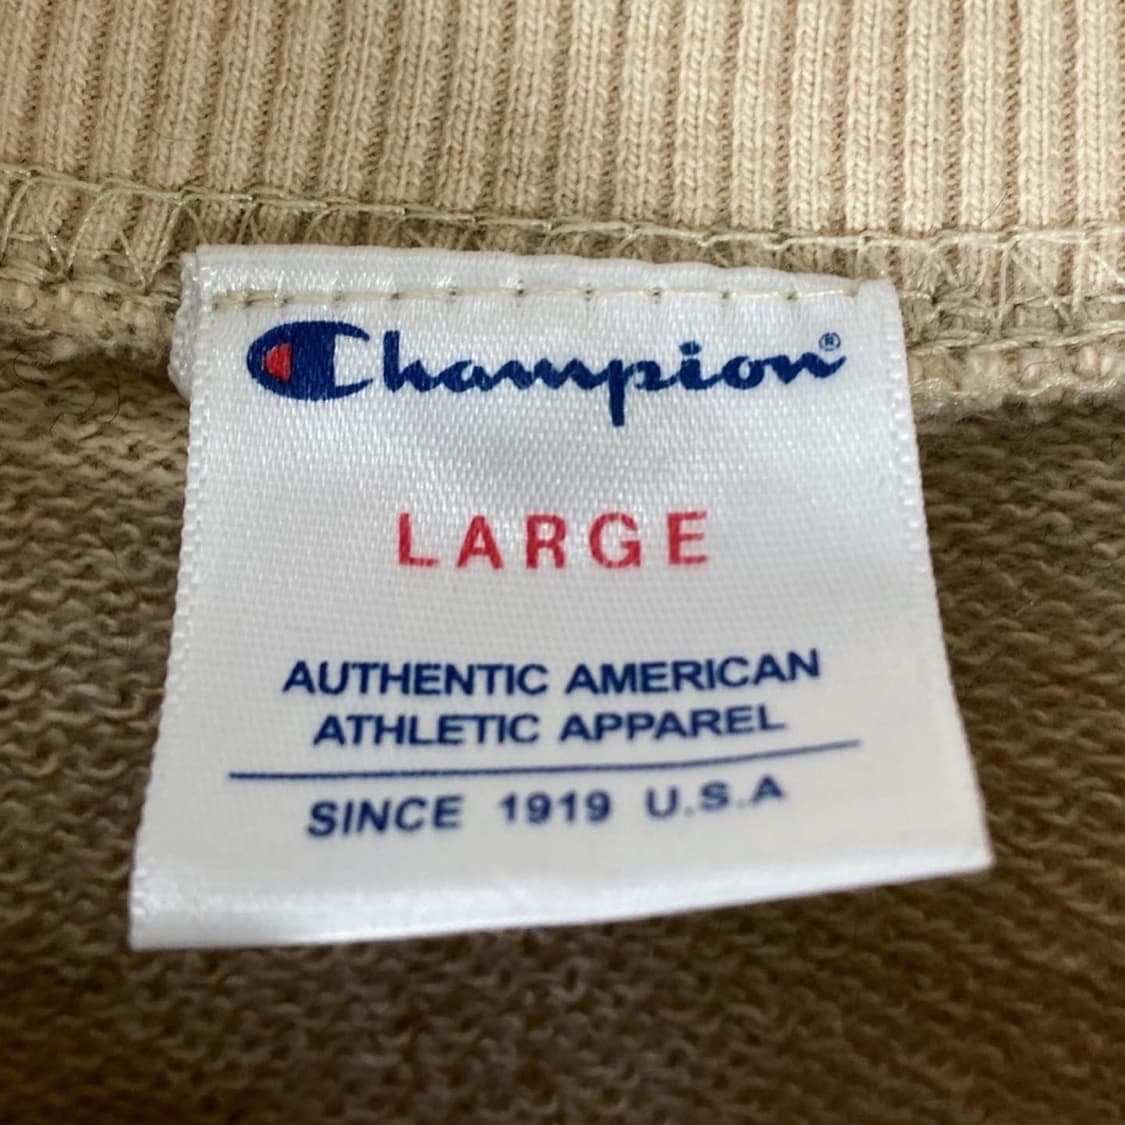 Champion®
LARGE
AUTHENTIC AMERICAN
ATHLETIC APPAREL
SINCE 1919 U.S.A